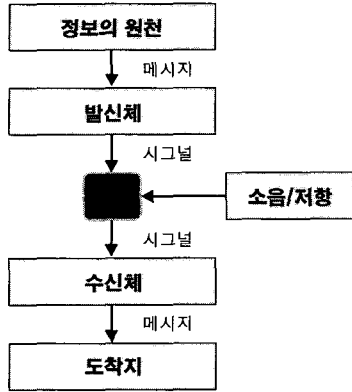 정보의 원천
메시지
발신체
시그널
소음/저항
시그널
수신체
메시지
도착지